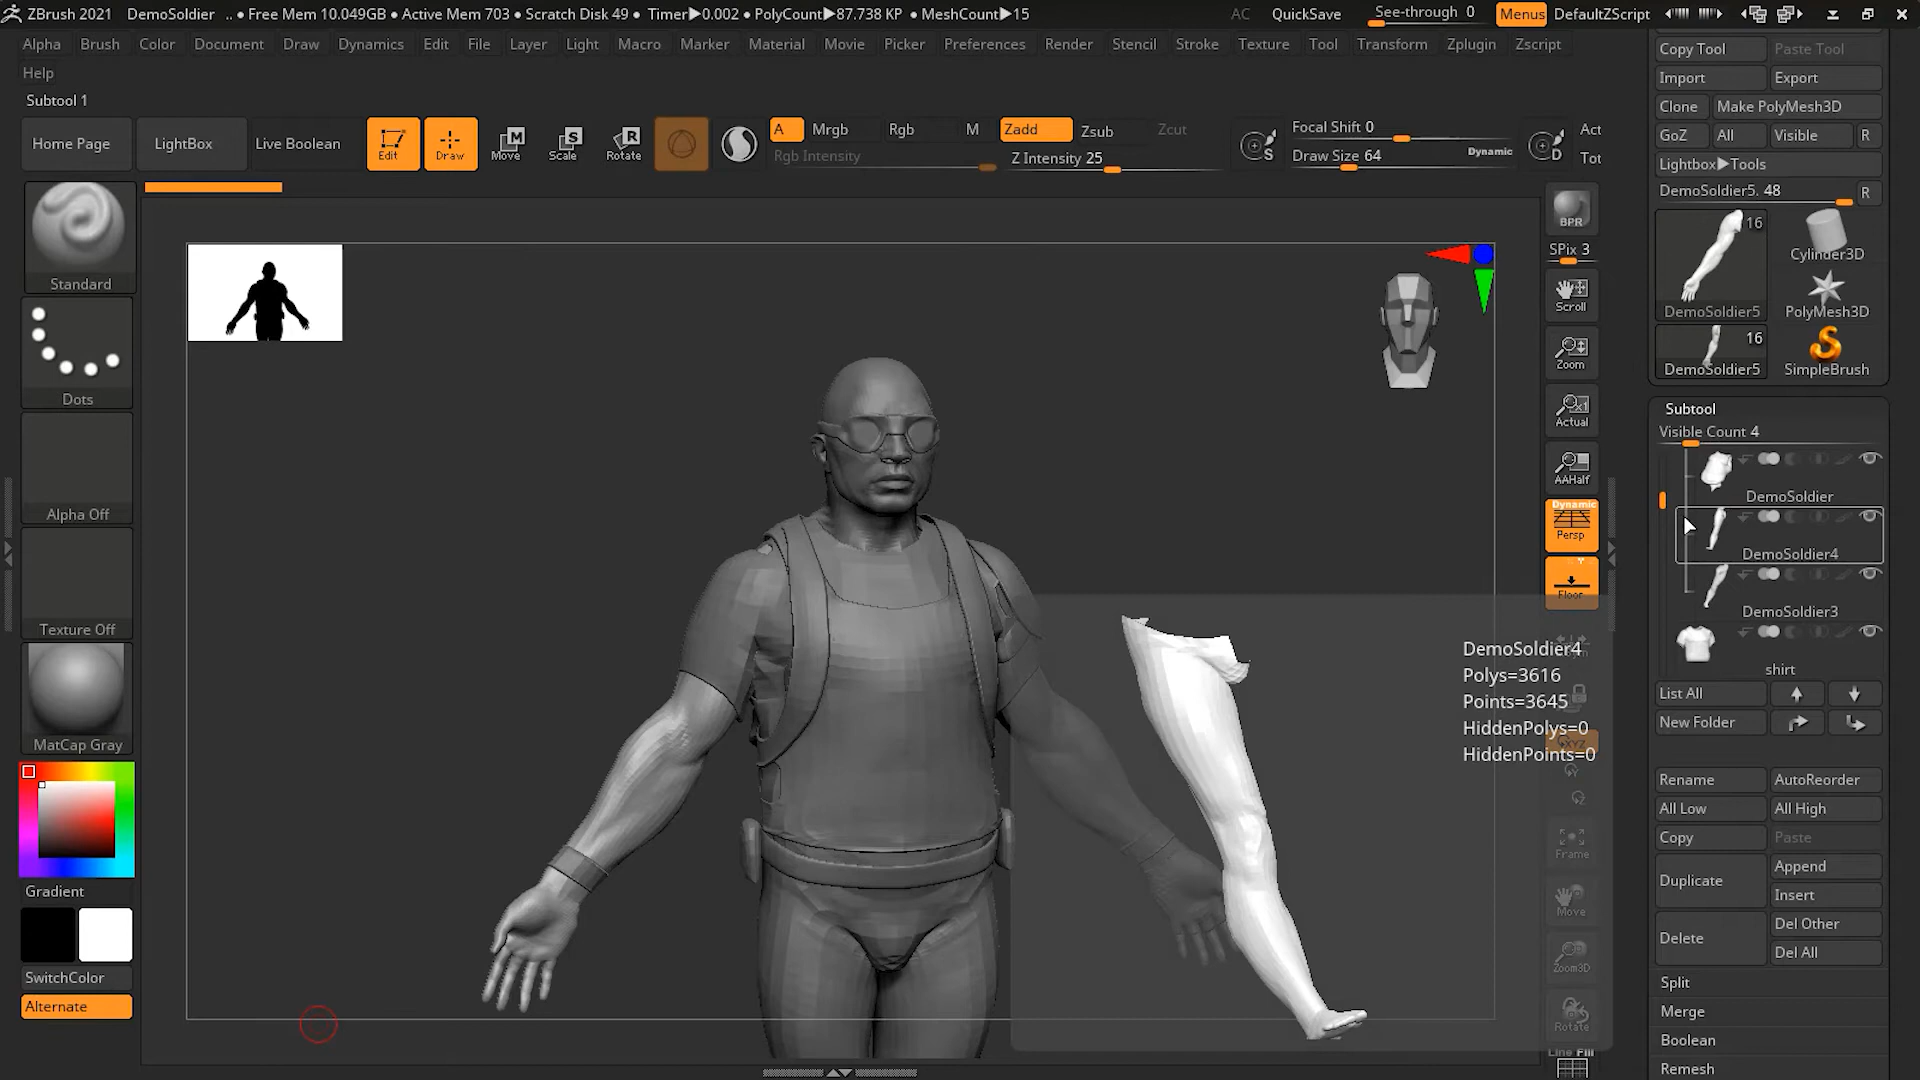 ZBrush 2021 DemoSoldier .. • Free Mem 10.049GB • Active Mem 703 • Scratch Disk 49 • Timer▶0.002 • PolyCount▶87.738 KP • MeshCount▶15 AC QuickSave See-through 0 Menus DefaultZScript
Alpha Brush Color Document Draw Dynamics Edit File Layer Light Macro Marker Material Movie Picker Preferences Render Stencil Stroke Texture Tool Transform Zplugin Zscript
Help
Subtool 1
Home Page LightBox Live Boolean Edit Draw Move Scale Rotate
M S R
A Mrgb Rgb M Zadd Zsub Zcut
Rgb Intensity Z Intensity 25
S Focal Shift 0
Draw Size 64 Dynamic D
Act
Tot
Standard
Dots
Alpha Off
Texture Off
MatCap Gray
Gradient
SwitchColor
Alternate
BPR
SPix 3
Scroll
Zoom
Actual
AAHalf
Dynamic
Persp
Floor
XYZ
Frame
Move
Zoom3D
Rotate
Line Fill
DemoSoldier4
Polys=3616
Points=3645
HiddenPolys=0
HiddenPoints=0
Copy Tool Paste Tool
Import Export
Clone Make PolyMesh3D
GoZ All Visible R
Lightbox▶Tools
DemoSoldier5. 48 R
16
Cylinder3D
DemoSoldier5 PolyMesh3D
16
DemoSoldier5 SimpleBrush
Subtool
Visible Count 4
DemoSoldier
DemoSoldier4
DemoSoldier3
shirt
List All
New Folder
Rename AutoReorder
All Low All High
Copy Paste
Duplicate Append
Insert
Delete Del Other
Del All
Split
Merge
Boolean
Remesh